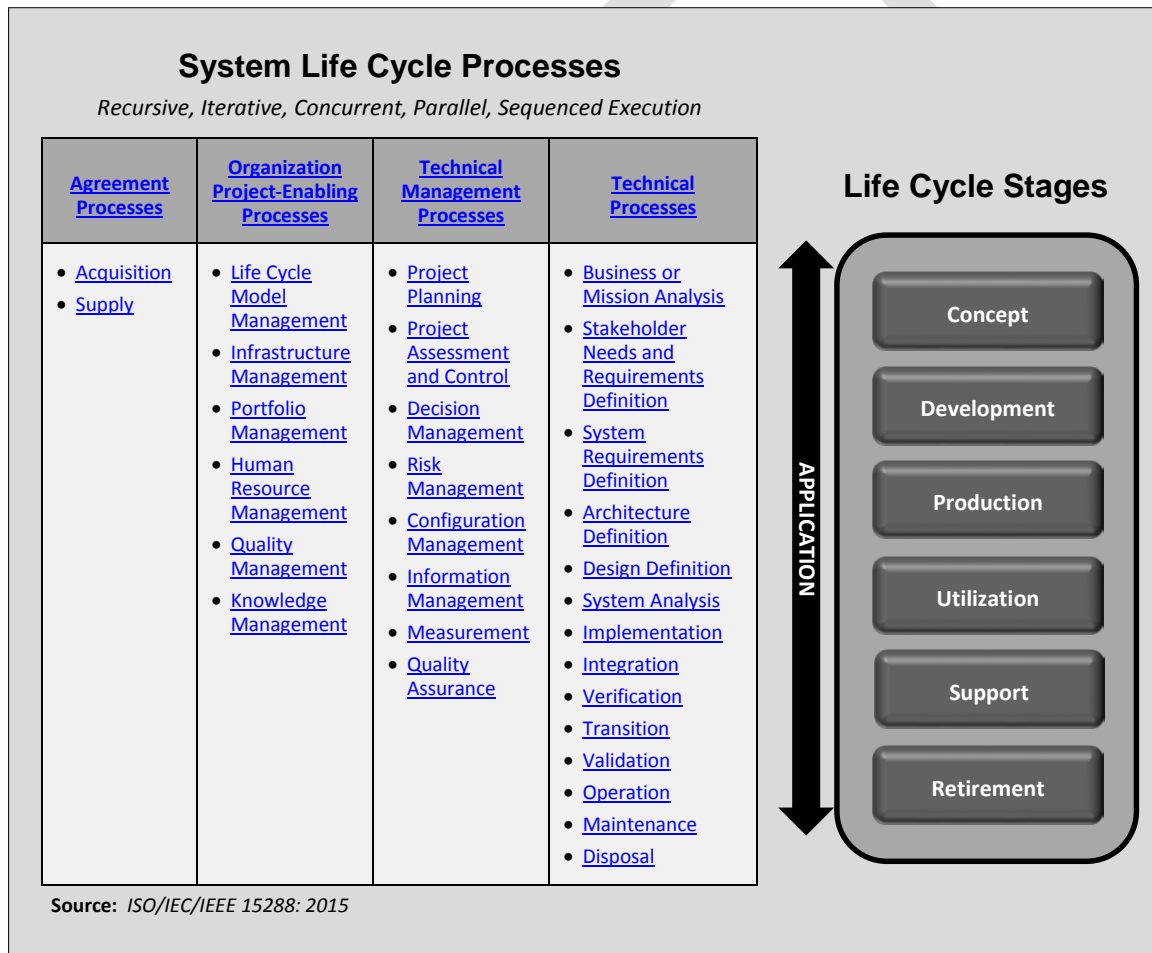 System Life Cycle Processes
Recursive, Iterative, Concurrent, Parallel, Sequenced Execution
Agreement
Processes
Organization
Project-Enabling
Processes
Technical
Management
Processes
Technical
Processes
• Acquisition
• Supply
• Life Cycle
Model
Management
• Infrastructure
Management
• Portfolio
Management
• Human
Resource
Management
• Quality
Management
• Knowledge
Management
• Project
Planning
• Project
Assessment
and Control
• Decision
Management
• Risk
Management
• Configuration
Management
• Information
Management
• Measurement
• Quality
Assurance
• Business or
Mission Analysis
• Stakeholder
Needs and
Requirements
Definition
• System
Requirements
Definition
• Architecture
Definition
• Design Definition
• System Analysis
• Implementation
• Integration
• Verification
• Transition
• Validation
• Operation
• Maintenance
• Disposal
Source: ISO/IEC/IEEE 15288: 2015
Life Cycle Stages
APPLICATION
Concept
Development
Production
Utilization
Support
Retirement